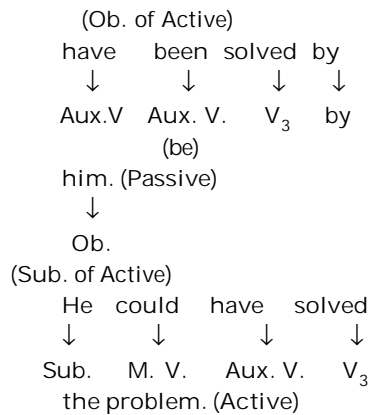 (Ob. of Active)
have been solved by
↓ ↓ ↓ ↓
Aux.V Aux. V. V₃ by
(be)
him. (Passive)
↓
Ob.
(Sub. of Active)
He could have solved
↓ ↓ ↓ ↓
Sub. M. V. Aux. V. V₃
the problem. (Active)